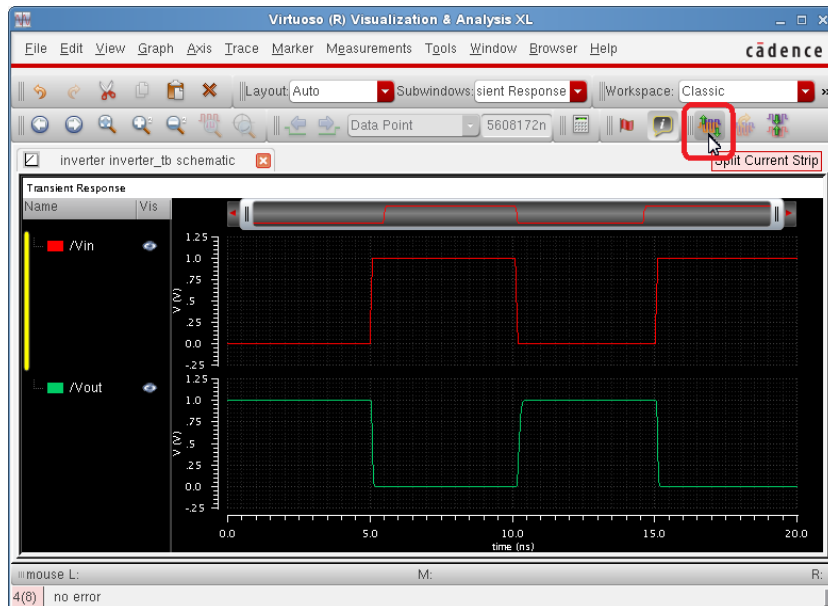 Virtuoso (R) Visualization & Analysis XL
File Edit View Graph Axis Trace Marker Measurements Tools Window Browser Help cādence
Layout: Auto Subwindows: sient Response Workspace: Classic »
Data Point 5608172n
inverter inverter_tb schematic Split Current Strip
Transient Response
Name Vis
/Vin
1.25
1.0
.75
.5
.25
0.0
-.25
V (V)
/Vout
1.25
1.0
.75
.5
.25
0.0
-.25
V (V)
0.0 5.0 10.0 15.0 20.0
time (ns)
mouse L: M: R:
4(8) no error